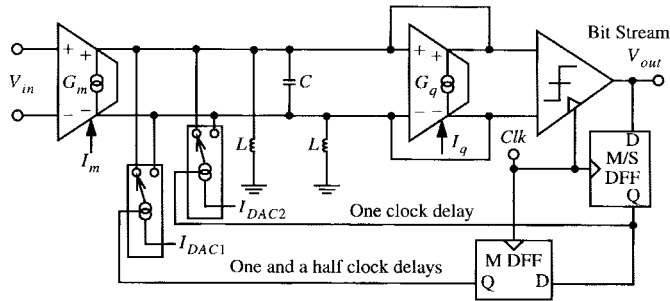 Bit Stream
V_out
+ +
V_in
G_m
− −
I_m
C
L
L
+ +
G_q
− −
I_q
Clk
D
M/S
DFF
Q
I_DAC2
One clock delay
I_DAC1
One and a half clock delays
M DFF
Q D